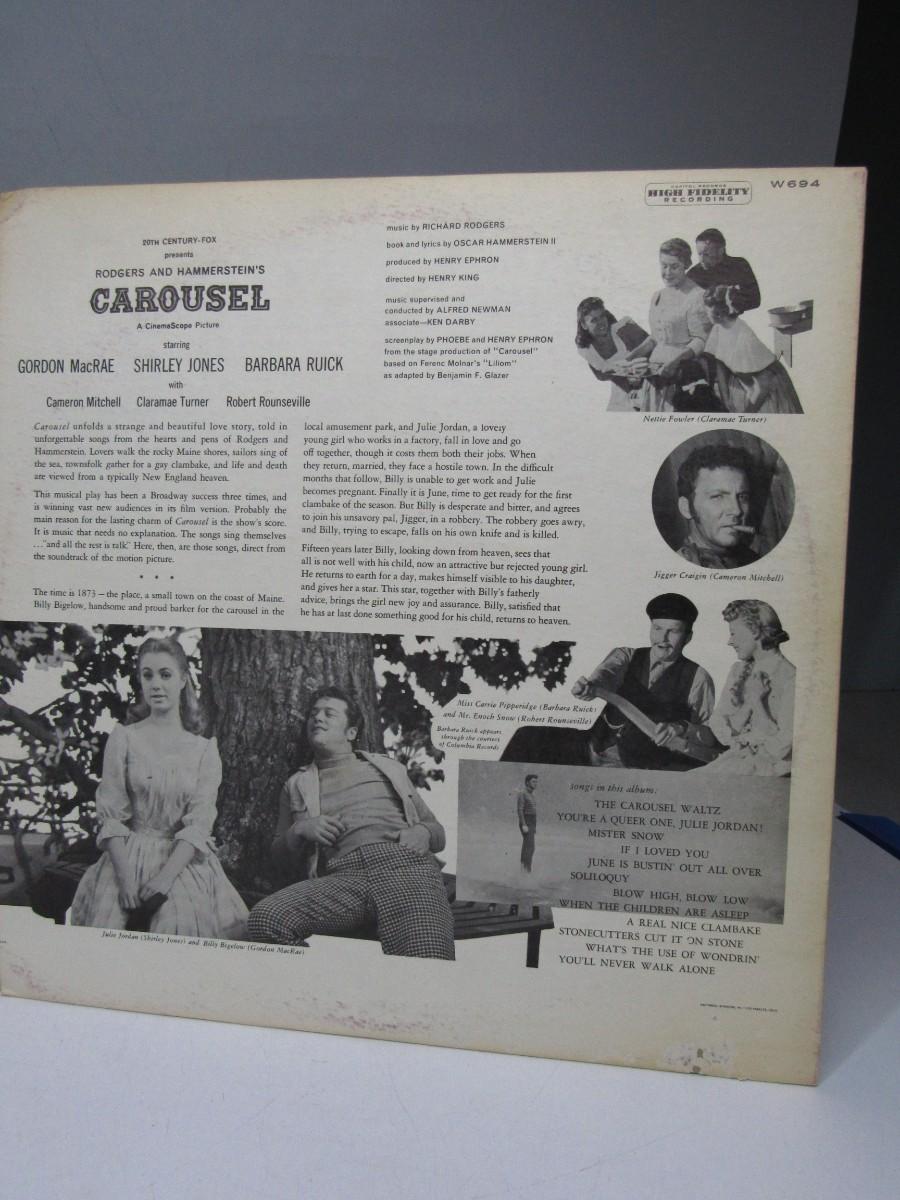 CAPITOL RECORDS
HIGH FIDELITY
RECORDING
W694
20TH CENTURY-FOX
presents
RODGERS AND HAMMERSTEIN'S
CAROUSEL
A CinemaScope Picture
starring
GORDON MacRAE SHIRLEY JONES BARBARA RUICK
with
Cameron Mitchell Claramae Turner Robert Rounseville
music by RICHARD RODGERS
book and lyrics by OSCAR HAMMERSTEIN II
produced by HENRY EPHRON
directed by HENRY KING
music supervised and
conducted by ALFRED NEWMAN
associate—KEN DARBY
screenplay by PHOEBE and HENRY EPHRON
from the stage production of "Carousel"
based on Ferenc Molnar's "Liliom"
as adapted by Benjamin F. Glazer
Carousel unfolds a strange and beautiful love story, told in
unforgettable songs from the hearts and pens of Rodgers and
Hammerstein. Lovers walk the rocky Maine shores, sailors sing of
the sea, townsfolk gather for a gay clambake, and life and death
are viewed from a typically New England heaven.
This musical play has been a Broadway success three times, and
is winning vast new audiences in its film version. Probably the
main reason for the lasting charm of Carousel is the show's score.
It is music that needs no explanation. The songs sing themselves
..."and all the rest is talk." Here, then, are those songs, direct from
the soundtrack of the motion picture.
* * *
The time is 1873 – the place, a small town on the coast of Maine.
Billy Bigelow, handsome and proud barker for the carousel in the
local amusement park, and Julie Jordan, a lovely
young girl who works in a factory, fall in love and go
off together, though it costs them both their jobs. When
they return, married, they face a hostile town. In the difficult
months that follow, Billy is unable to get work and Julie
becomes pregnant. Finally it is June, time to get ready for the first
clambake of the season. But Billy is desperate and bitter, and agrees
to join his unsavory pal, Jigger, in a robbery. The robbery goes awry,
and Billy, trying to escape, falls on his own knife and is killed.
Fifteen years later Billy, looking down from heaven, sees that
all is not well with his child, now an attractive but rejected young girl.
He returns to earth for a day, makes himself visible to his daughter,
and gives her a star. This star, together with Billy's fatherly
advice, brings the girl new joy and assurance. Billy, satisfied that
he has at last done something good for his child, returns to heaven.
Nettie Fowler (Claramae Turner)
Jigger Craigin (Cameron Mitchell)
Miss Carrie Pipperidge (Barbara Ruick)
and Mr. Enoch Snow (Robert Rounseville)
Barbara Ruick appears
through the courtesy
of Columbia Records
Julie Jordan (Shirley Jones) and Billy Bigelow (Gordon MacRae)
songs in this album:
THE CAROUSEL WALTZ
YOU'RE A QUEER ONE, JULIE JORDAN!
MISTER SNOW
IF I LOVED YOU
JUNE IS BUSTIN' OUT ALL OVER
SOLILOQUY
BLOW HIGH, BLOW LOW
WHEN THE CHILDREN ARE ASLEEP
A REAL NICE CLAMBAKE
STONECUTTERS CUT IT ON STONE
WHAT'S THE USE OF WONDRIN'
YOU'LL NEVER WALK ALONE